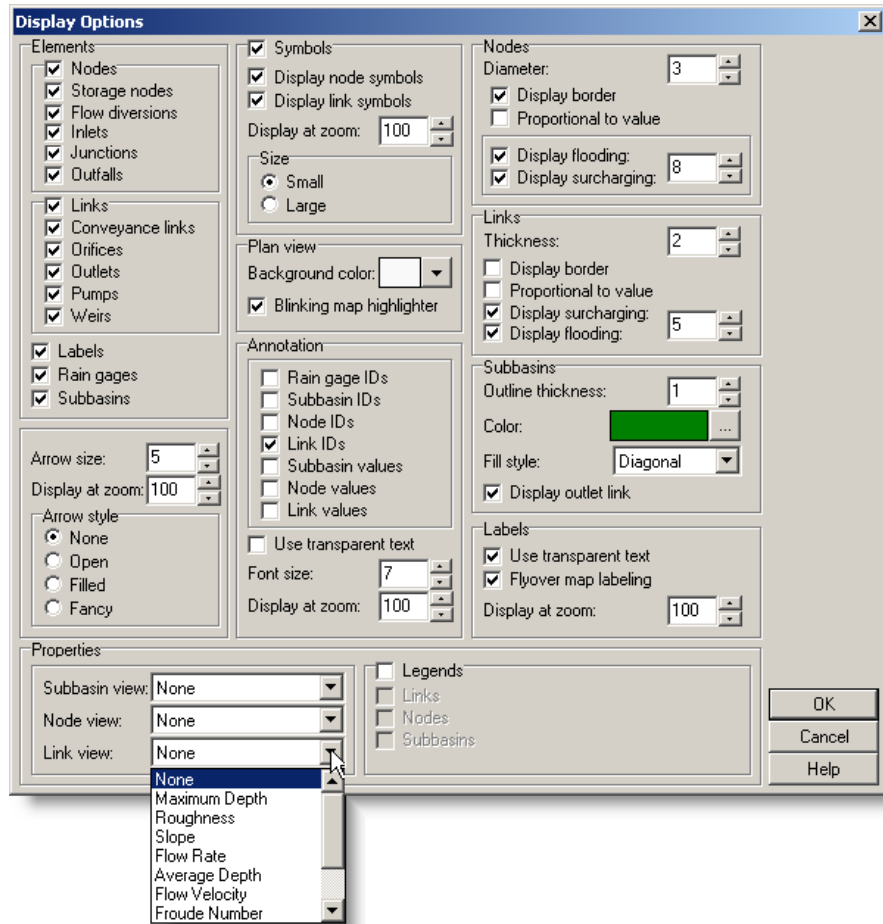 Display Options
Elements
Nodes
Storage nodes
Flow diversions
Inlets
Junctions
Outfalls
Links
Conveyance links
Orifices
Outlets
Pumps
Weirs
Labels
Rain gages
Subbasins
Arrow size: 5
Display at zoom: 100
Arrow style
None
Open
Filled
Fancy
Symbols
Display node symbols
Display link symbols
Display at zoom: 100
Size
Small
Large
Plan view
Background color:
Blinking map highlighter
Annotation
Rain gage IDs
Subbasin IDs
Node IDs
Link IDs
Subbasin values
Node values
Link values
Use transparent text
Font size: 7
Display at zoom: 100
Nodes
Diameter: 3
Display border
Proportional to value
Display flooding:
Display surcharging: 8
Links
Thickness: 2
Display border
Proportional to value
Display surcharging:
Display flooding: 5
Subbasins
Outline thickness: 1
Color: ...
Fill style: Diagonal
Display outlet link
Labels
Use transparent text
Flyover map labeling
Display at zoom: 100
Properties
Subbasin view: None
Node view: None
Link view: None
None
Maximum Depth
Roughness
Slope
Flow Rate
Average Depth
Flow Velocity
Froude Number
Legends
Links
Nodes
Subbasins
OK
Cancel
Help